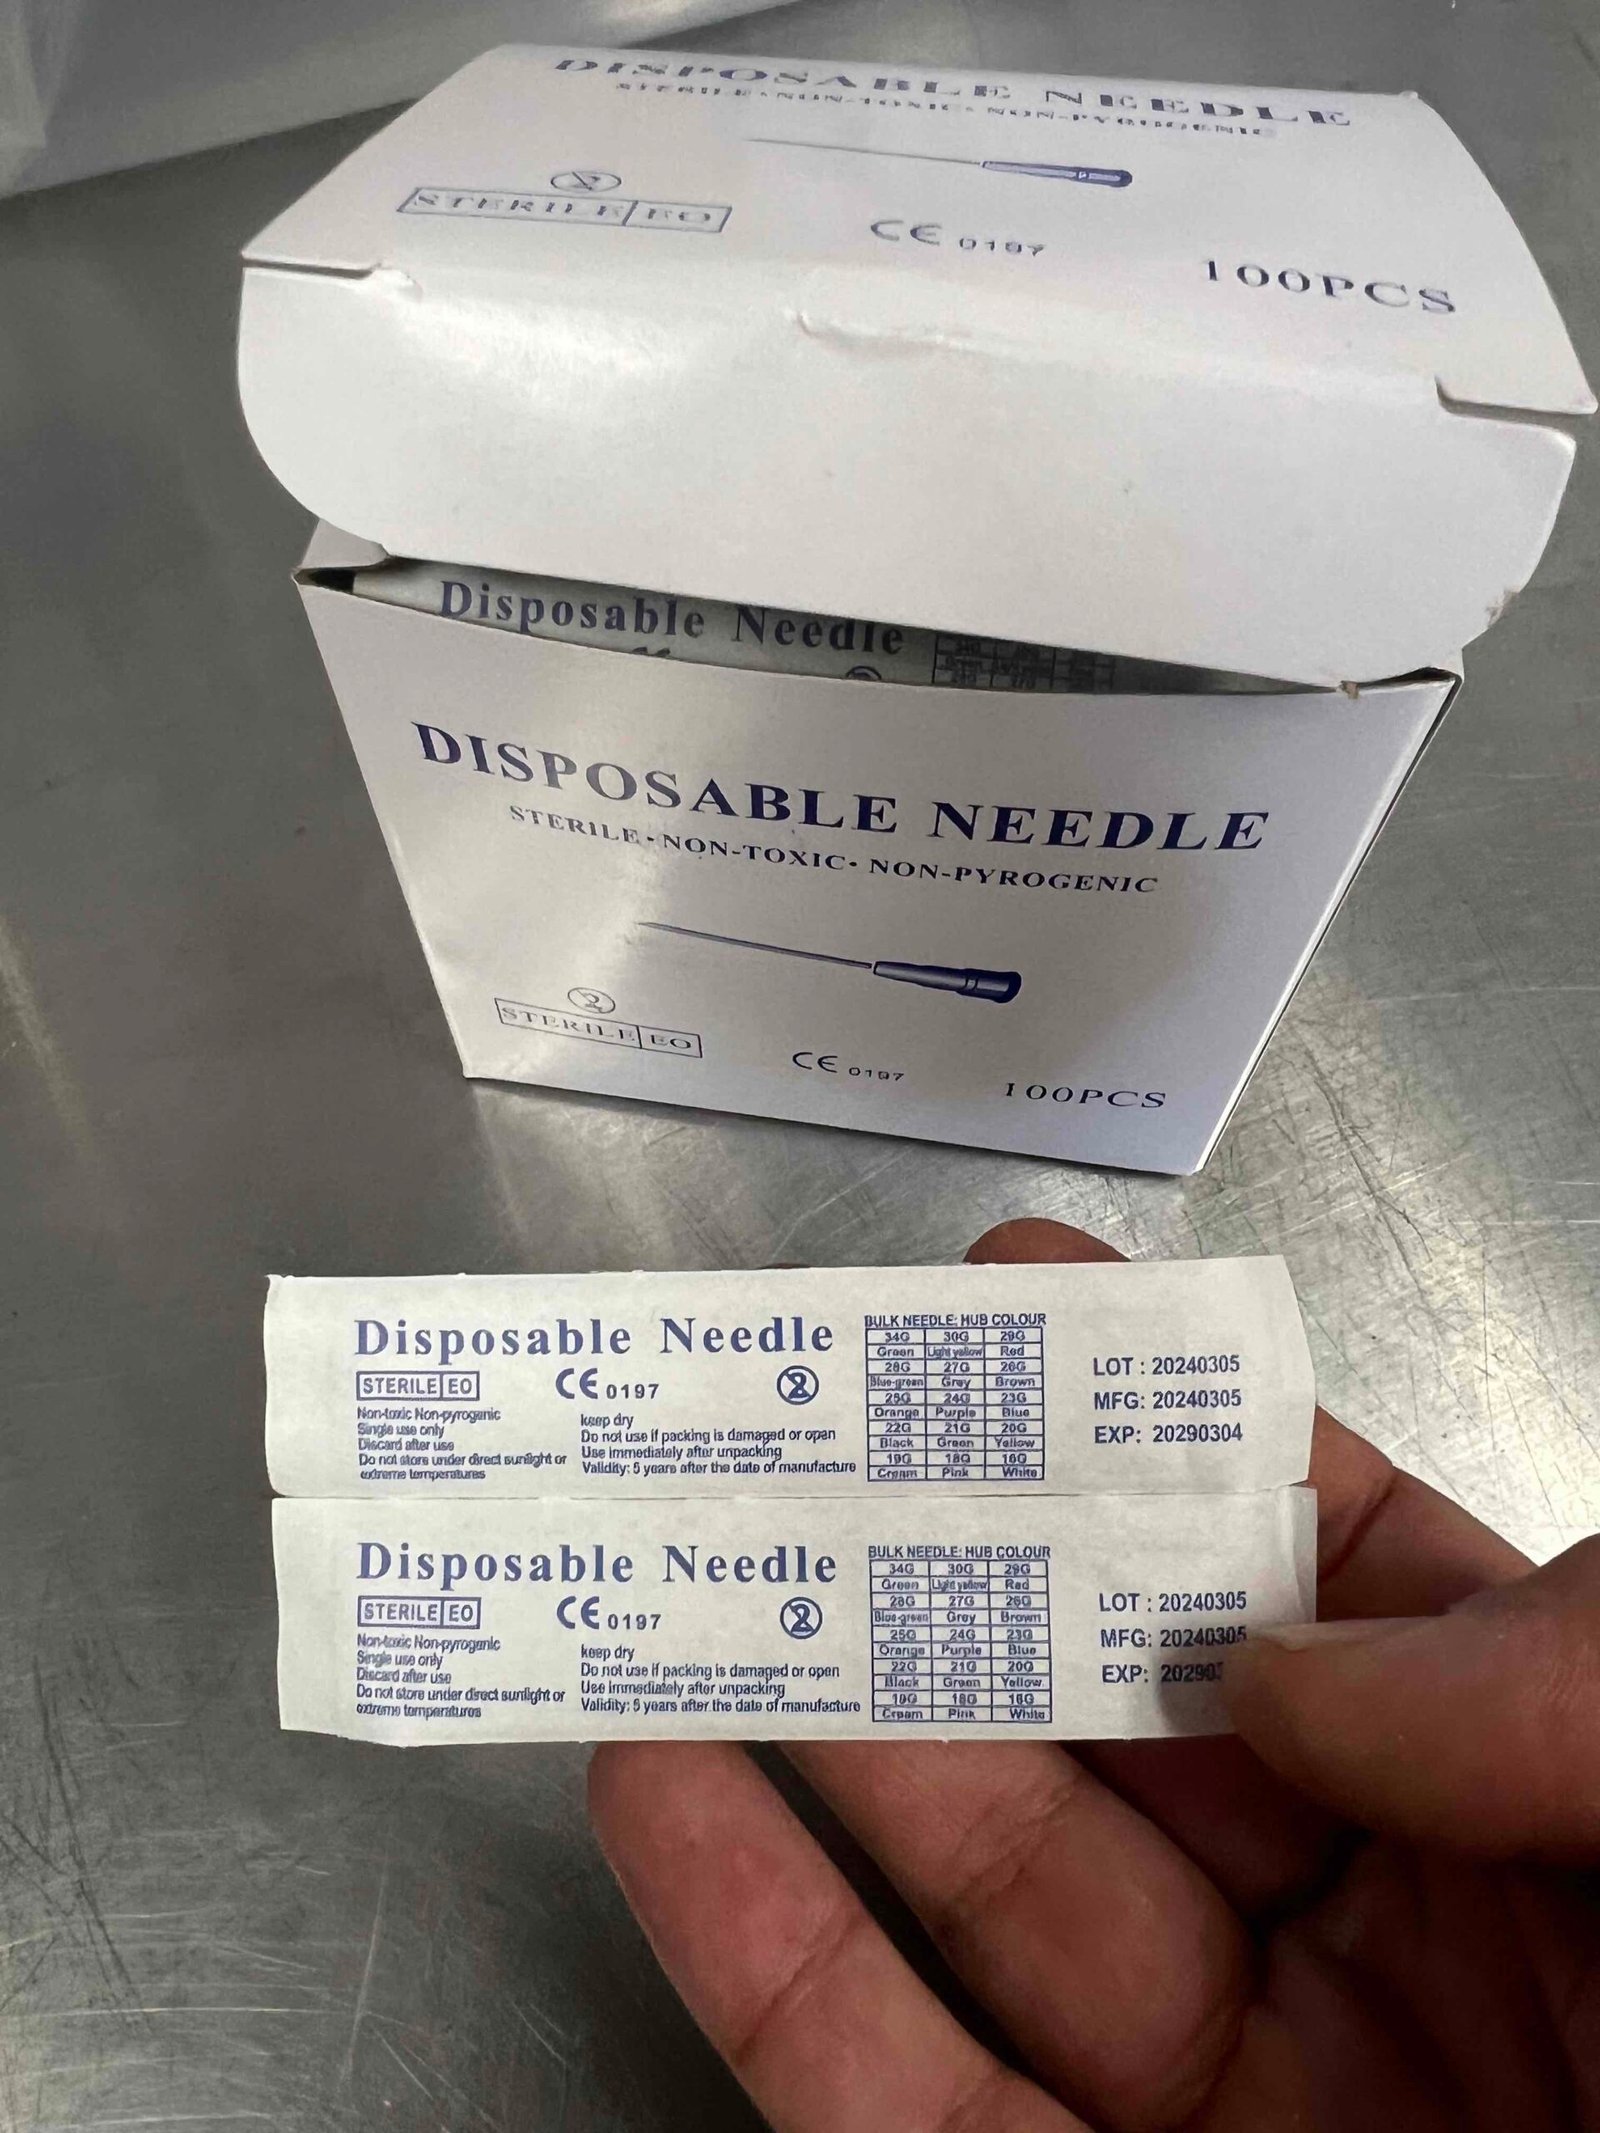 DISPOSABLE NEEDLE
STERILE · NON-TOXIC · NON-PYROGENIC
2
STERILE EO
CE 0197
100PCS
Disposable Needle
DISPOSABLE NEEDLE
STERILE · NON-TOXIC · NON-PYROGENIC
2
STERILE EO
CE 0197
100PCS
Disposable Needle
STERILE EO
CE 0197
2
Non-toxic Non-pyrogenic
Single use only
Discard after use
Do not store under direct sunlight or
extreme temperatures
keep dry
Do not use if packing is damaged or open
Use immediately after unpacking
Validity: 5 years after the date of manufacture
BULK NEEDLE: HUB COLOUR
34G 30G 29G
Green Light yellow Red
28G 27G 26G
Blue-green Grey Brown
25G 24G 23G
Orange Purple Blue
22G 21G 20G
Black Green Yellow
19G 18G 16G
Cream Pink White
LOT : 20240305
MFG: 20240305
EXP: 20290304
Disposable Needle
STERILE EO
CE 0197
2
Non-toxic Non-pyrogenic
Single use only
Discard after use
Do not store under direct sunlight or
extreme temperatures
keep dry
Do not use if packing is damaged or open
Use immediately after unpacking
Validity: 5 years after the date of manufacture
BULK NEEDLE: HUB COLOUR
34G 30G 29G
Green Light yellow Red
28G 27G 26G
Blue-green Grey Brown
25G 24G 23G
Orange Purple Blue
22G 21G 20G
Black Green Yellow
19G 18G 16G
Cream Pink White
LOT : 20240305
MFG: 20240305
EXP: